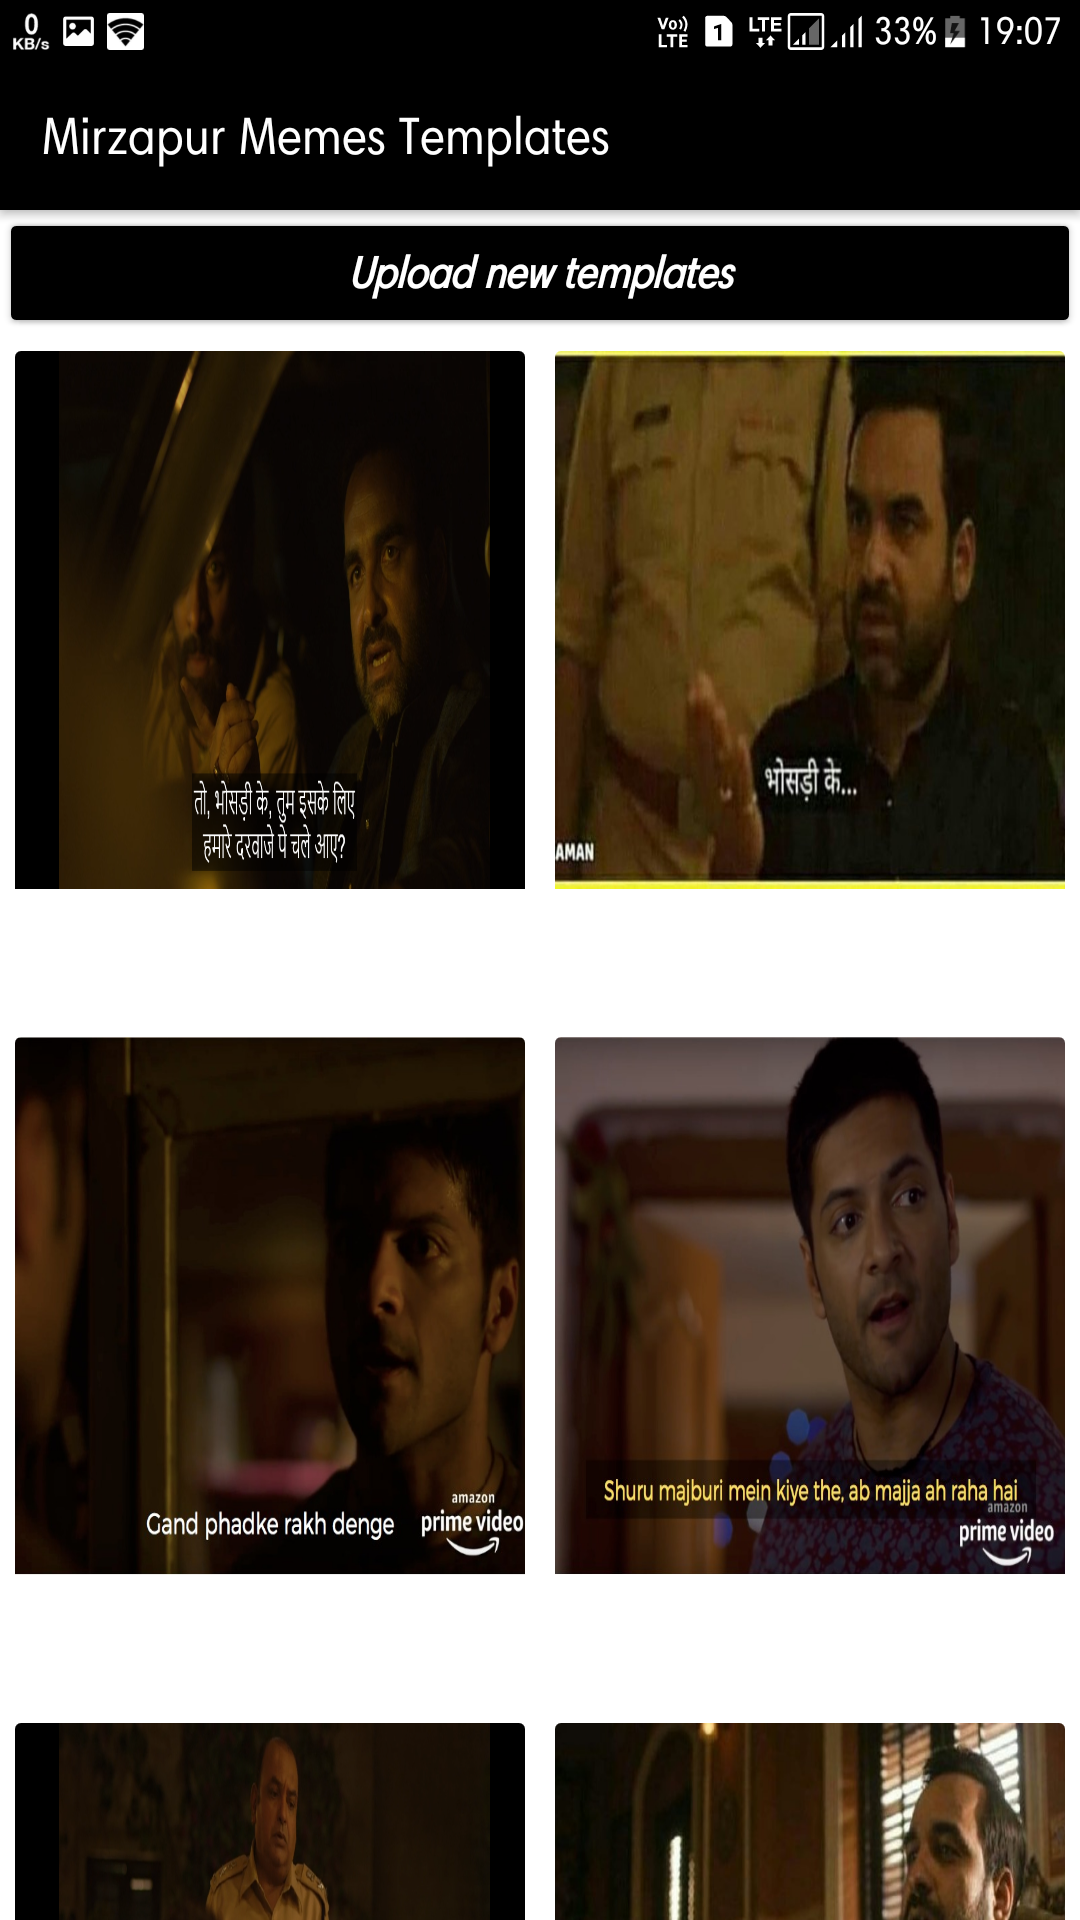 0
KB/s
Vo))
LTE
1
LTE
33%
19:07
Mirzapur Memes Templates
Upload new templates
तो, भोसड़ी के, तुम इसके लिए
हमारे दरवाजे पे चले आए?
भोसड़ी के...
AMAN
Gand phadke rakh denge
amazon
prime video
Shuru majburi mein kiye the, ab majja ah raha hai
amazon
prime video